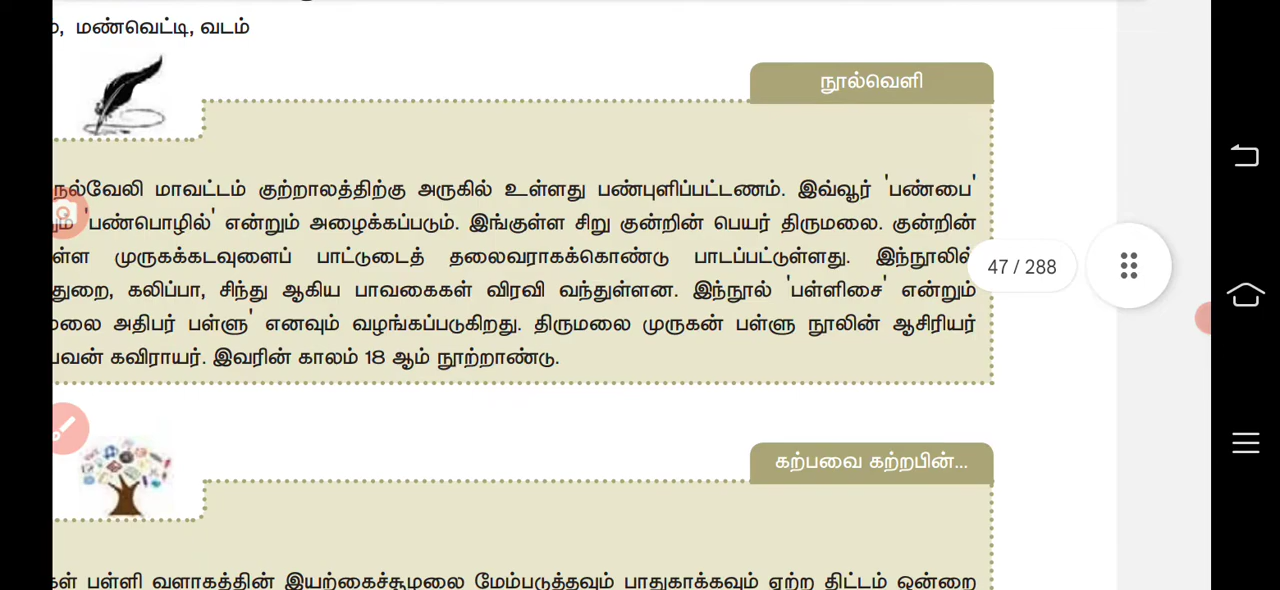 மண்வெட்டி, வடம்
நூல்வெளி
மாவட்டம் குற்றாலத்திற்கு அருகில் உள்ளது பண்புளிப்பட்டணம். இவ்வூர் 'பண்பை'
'பண்பொழில்' என்றும் அழைக்கப்படும். இங்குள்ள சிறு குன்றின் பெயர் திருமலை. குன்றின்
முருகக்கடவுளைப் பாட்டுடைத் தலைவராகக்கொண்டு பாடப்பட்டுள்ளது. இந்நூலில்
47 / 288
கலிப்பா, சிந்து ஆகிய பாவகைகள் விரவி வந்துள்ளன. இந்நூல் 'பள்ளிசை' என்றும்
அதிபர் பள்ளு' எனவும் வழங்கப்படுகிறது. திருமலை முருகன் பள்ளு நூலின் ஆசிரியர்
கவிராயர். இவரின் காலம் 18 ஆம் நூற்றாண்டு.
கற்பவை கற்றபின்...
பள்ளி வளாகத்தின் இயற்கைச்சூழலை மேம்படுத்தவும் பாதுகாக்கவும் ஏற்ற திட்டம் ஒன்றை